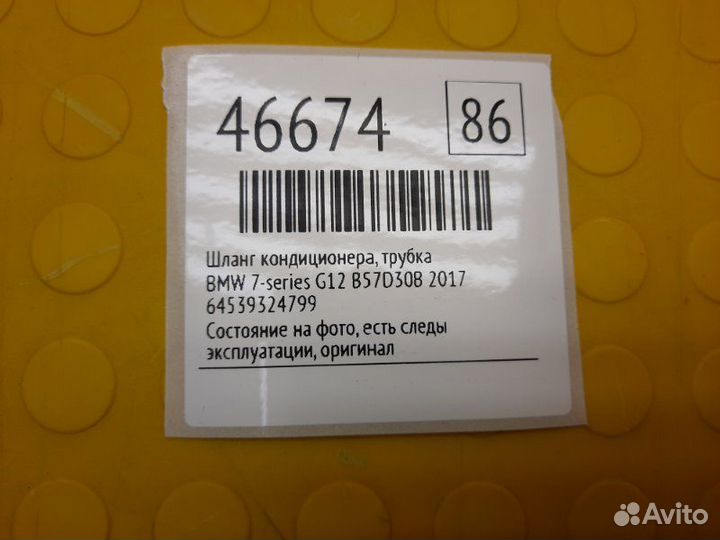 46674 86
Шланг кондиционера, трубка
BMW 7-series G12 B57D30B 2017
64539324799
Состояние на фото, есть следы
эксплуатации, оригинал
Avito